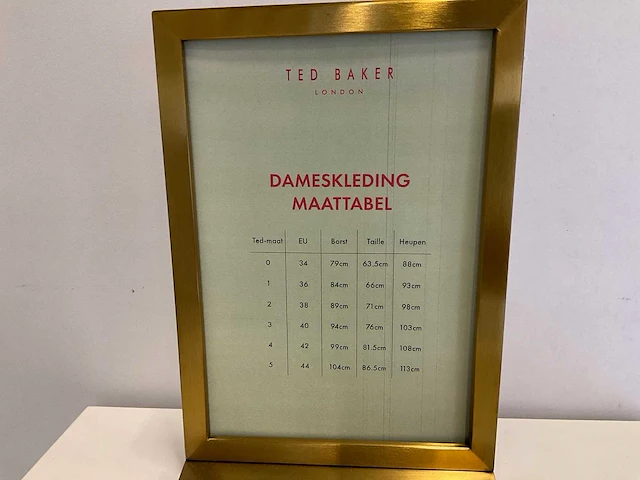 TED BAKER
LONDON
DAMESKLEDING
MAATTABEL
Ted-maat EU Borst Taille Heupen
0 34 79cm 63.5cm 88cm
1 36 84cm 66cm 93cm
2 38 89cm 71cm 98cm
3 40 94cm 76cm 103cm
4 42 99cm 81.5cm 108cm
5 44 104cm 86.5cm 113cm